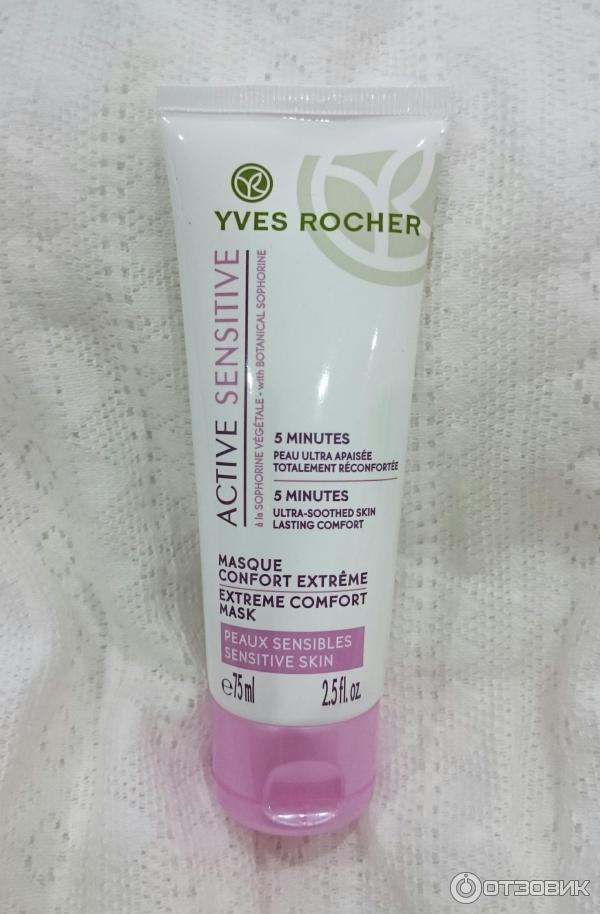 YVES ROCHER
ACTIVE SENSITIVE
à la SOPHORINE VÉGÉTALE - with BOTANICAL SOPHORINE
5 MINUTES
PEAU ULTRA APAISÉE
TOTALEMENT RÉCONFORTÉE
5 MINUTES
ULTRA-SOOTHED SKIN
LASTING COMFORT
MASQUE
CONFORT EXTRÊME
EXTREME COMFORT
MASK
PEAUX SENSIBLES
SENSITIVE SKIN
℮75ml 2.5fl. oz.
ОТЗОВИК